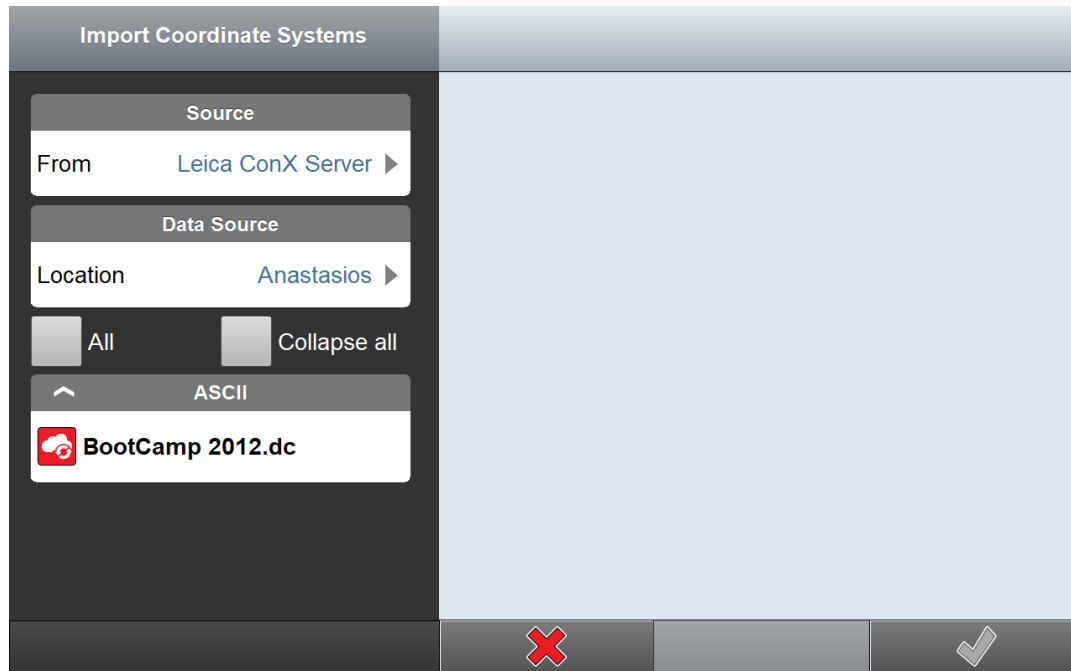 Import Coordinate Systems
Source
From Leica ConX Server
Data Source
Location Anastasios
All Collapse all
ASCII
BootCamp 2012.dc